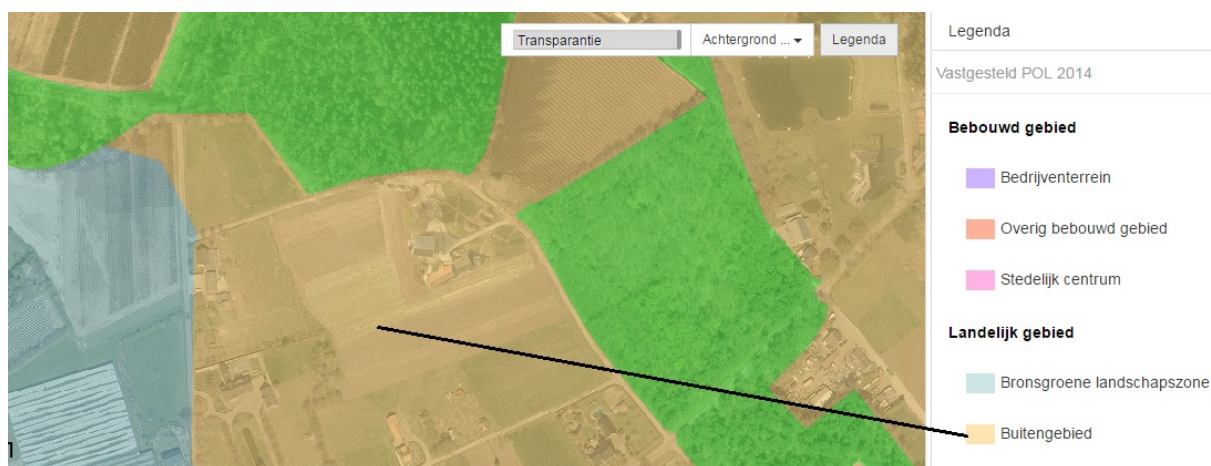 Transparantie
Achtergrond ...
Legenda
Legenda
Vastgesteld POL 2014
Bebouwd gebied
Bedrijventerrein
Overig bebouwd gebied
Stedelijk centrum
Landelijk gebied
Bronsgroene landschapszone
Buitengebied